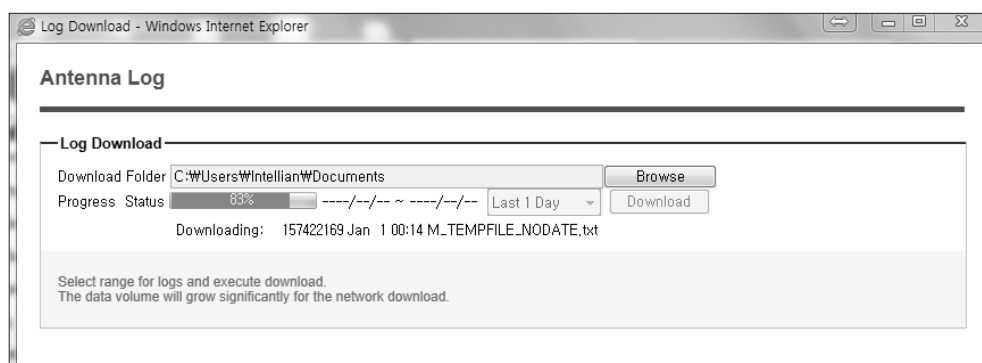 Log Download - Windows Internet Explorer
Antenna Log
Log Download
Download Folder C:₩Users₩Intellian₩Documents Browse
Progress Status 83% ----/--/-- ~ ----/--/-- Last 1 Day Download
Downloading: 157422169 Jan 1 00:14 M_TEMPFILE_NODATE.txt
Select range for logs and execute download.
The data volume will grow significantly for the network download.